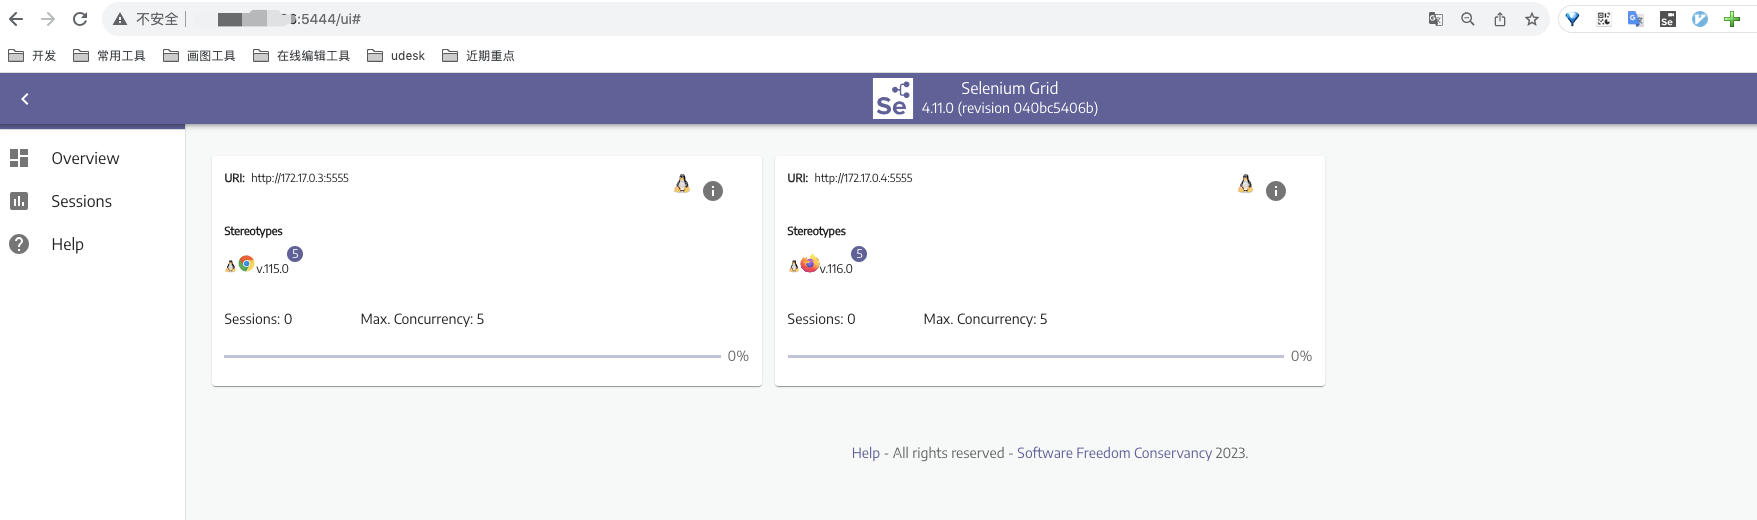 不安全 :5444/ui#
开发 常用工具 画图工具 在线编辑工具 udesk 近期重点
Se Selenium Grid
4.11.0 (revision 040bc5406b)
Overview
Sessions
Help
URI: http://172.17.0.3:5555
Stereotypes
v.115.0 5
Sessions: 0 Max. Concurrency: 5
0%
URI: http://172.17.0.4:5555
Stereotypes
v.116.0 5
Sessions: 0 Max. Concurrency: 5
0%
Help - All rights reserved - Software Freedom Conservancy 2023.